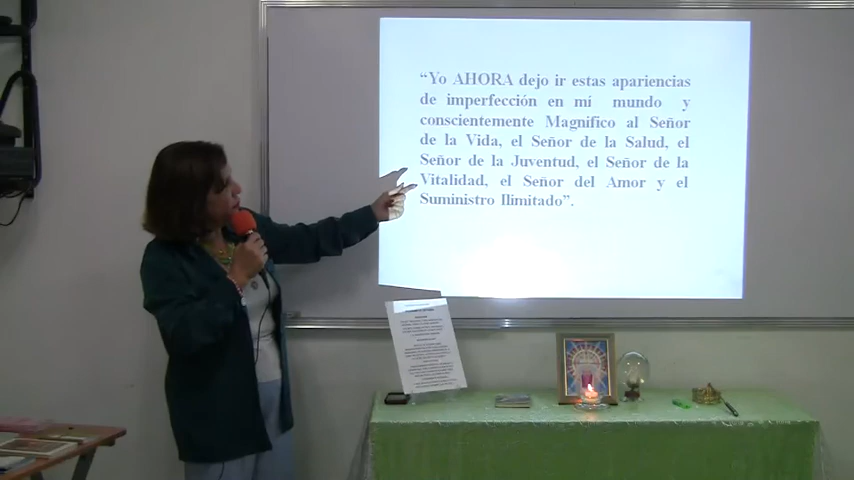 “Yo AHORA dejo ir estas apariencias
de imperfección en mí mundo y
conscientemente Magnifico al Señor
de la Vida, el Señor de la Salud, el
Señor de la Juventud, el Señor de la
Vitalidad, el Señor del Amor y el
Suministro Ilimitado”.